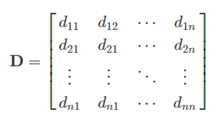 d₁₁ d₁₂ ⋯ d₁ₙ
d₂₁ d₂₁ ⋯ d₂ₙ
D =
⋮ ⋮ ⋱ ⋮
dₙ₁ dₙ₁ ⋯ dₙₙ